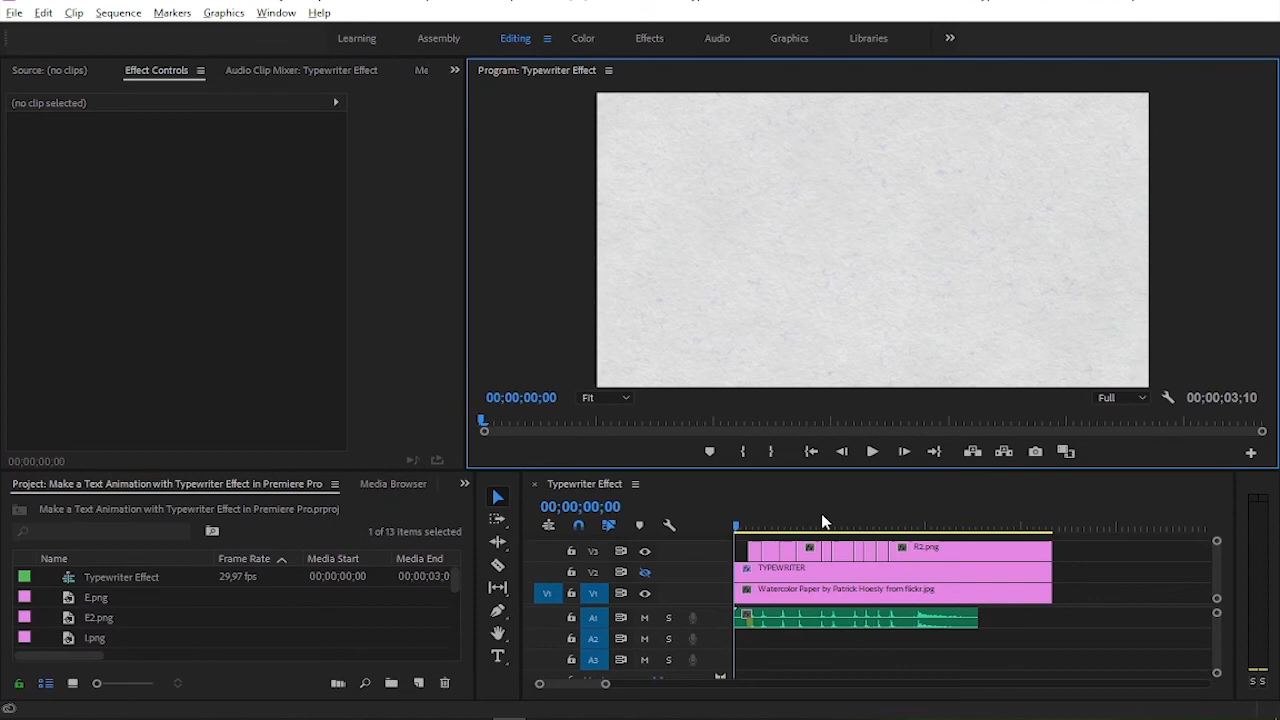 File Edit Clip Sequence Markers Graphics Window Help
Learning Assembly Editing Color Effects Audio Graphics Libraries
Source: (no clips) Effect Controls Audio Clip Mixer: Typewriter Effect Me
Program: Typewriter Effect
(no clip selected)
00;00;00;00 Fit Full 00;00;03;10
00;00;00;00
Project: Make a Text Animation with Typewriter Effect in Premiere Pro Media Browser
Make a Text Animation with Typewriter Effect in Premiere Pro.prproj
1 of 13 items selected
Name Frame Rate Media Start Media End
Typewriter Effect 29,97 fps 00;00;00;00 00;00;03;0
E.png
E2.png
I.png
× Typewriter Effect
00;00;00;00
V3 R2.png
V2 TYPEWRITER
V1 V1 Watercolor Paper by Patrick Hoesly from flickr.jpg
A1 M S
A2 M S
A3 M S
S S